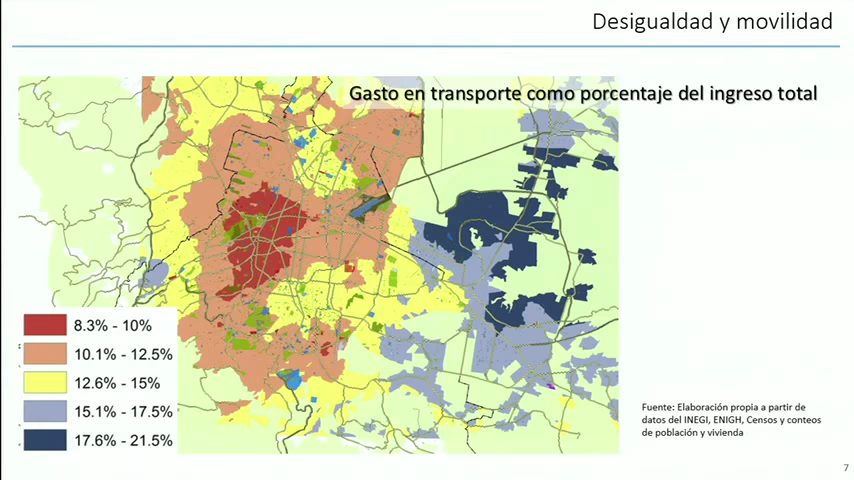 Desigualdad y movilidad
Gasto en transporte como porcentaje del ingreso total
8.3% - 10%
10.1% - 12.5%
12.6% - 15%
15.1% - 17.5%
17.6% - 21.5%
Fuente: Elaboración propia a partir de
datos del INEGI, ENIGH, Censos y conteos
de población y vivienda
7